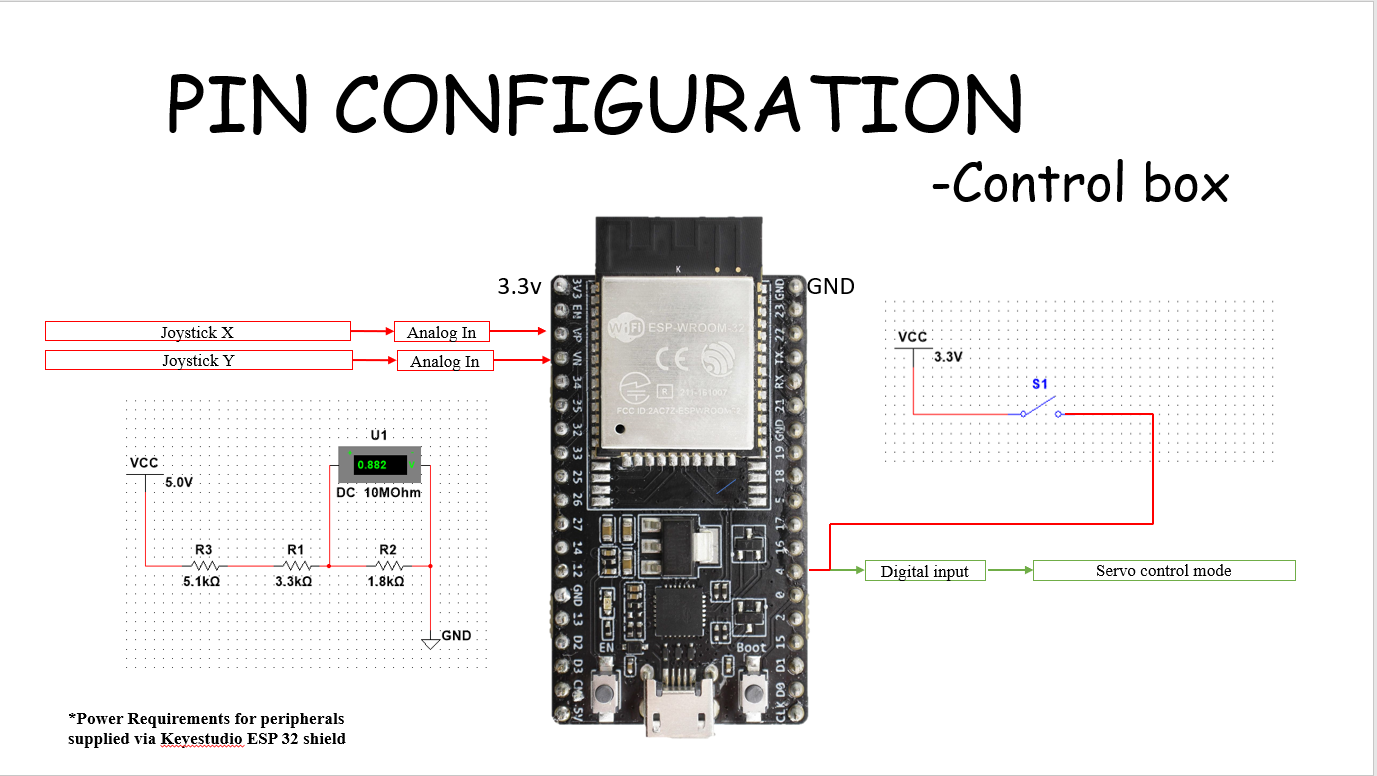 PIN CONFIGURATION
-Control box
3.3v
GND
Joystick X
Analog In
Joystick Y
Analog In
K
WiFi
ESP-WROOM-32
CE
R
211-161007
FCC ID:2AC7Z-ESPWROOM32
3V3
EN
VP
VN
34
35
32
33
25
26
27
14
12
GND
13
D2
D3
5V
GND
23
22
TX
RX
21
GND
19
18
5
17
16
4
0
2
15
D1
D0
CLK
EN
Boot
VCC
3.3V
S1
U1
0.882
DC 10MOhm
VCC
5.0V
R3
R1
R2
5.1kΩ
3.3kΩ
1.8kΩ
GND
Digital input
Servo control mode
*Power Requirements for peripherals
supplied via Keyestudio ESP 32 shield